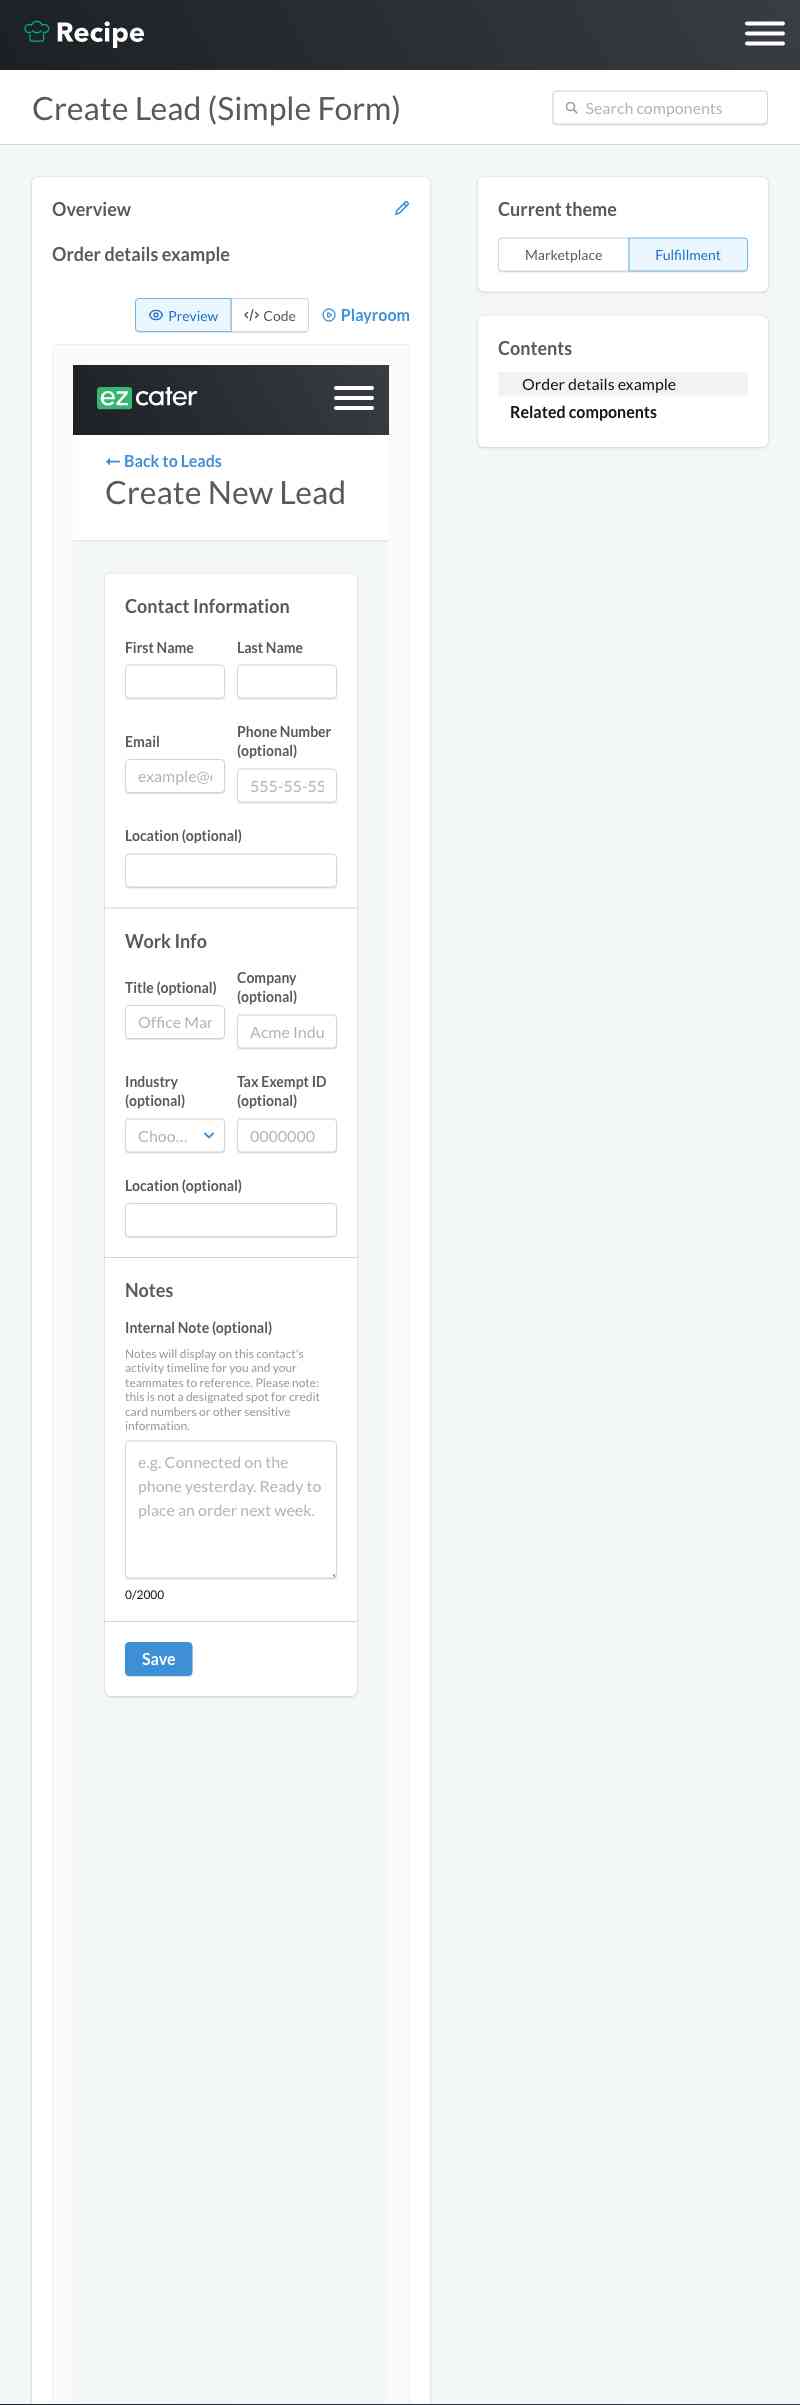 Recipe
Create Lead (Simple Form)
Search components
Overview
Order details example
Preview
Code
Playroom
ez cater
← Back to Leads
Create New Lead
Contact Information
First Name
Last Name
Email
Phone Number
(optional)
example@
555-55-55
Location (optional)
Work Info
Title (optional)
Company
(optional)
Office Mar
Acme Indu
Industry
(optional)
Tax Exempt ID
(optional)
Choo...
0000000
Location (optional)
Notes
Internal Note (optional)
Notes will display on this contact's
activity timeline for you and your
teammates to reference. Please note:
this is not a designated spot for credit
card numbers or other sensitive
information.
e.g. Connected on the
phone yesterday. Ready to
place an order next week.
0/2000
Save
Current theme
Marketplace
Fulfillment
Contents
Order details example
Related components